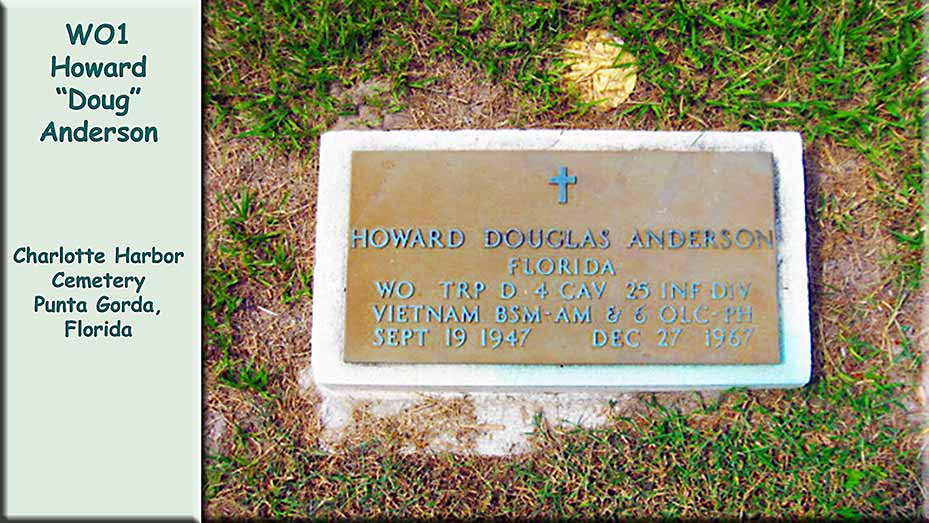 WO1
Howard
“Doug”
Anderson
Charlotte Harbor
Cemetery
Punta Gorda,
Florida
HOWARD DOUGLAS ANDERSON
FLORIDA
WO TRP D · 4 CAV 25 INF DIV
VIETNAM BSM-AM & 6 OLC-PH
SEPT 19 1947 DEC 27 1967